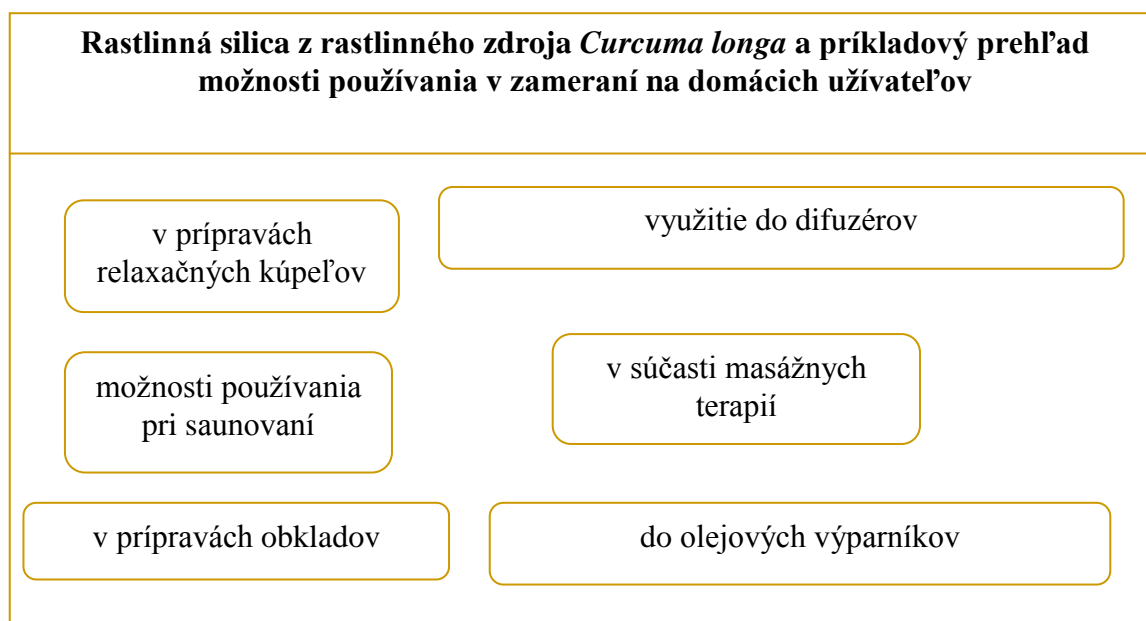 Rastlinná silica z rastlinného zdroja Curcuma longa a príkladový prehľad
možnosti používania v zameraní na domácich užívateľov
v prípravách
relaxačných kúpeľov
využitie do difuzérov
možnosti používania
pri saunovaní
v súčasti masážnych
terapií
v prípravách obkladov
do olejových výparníkov